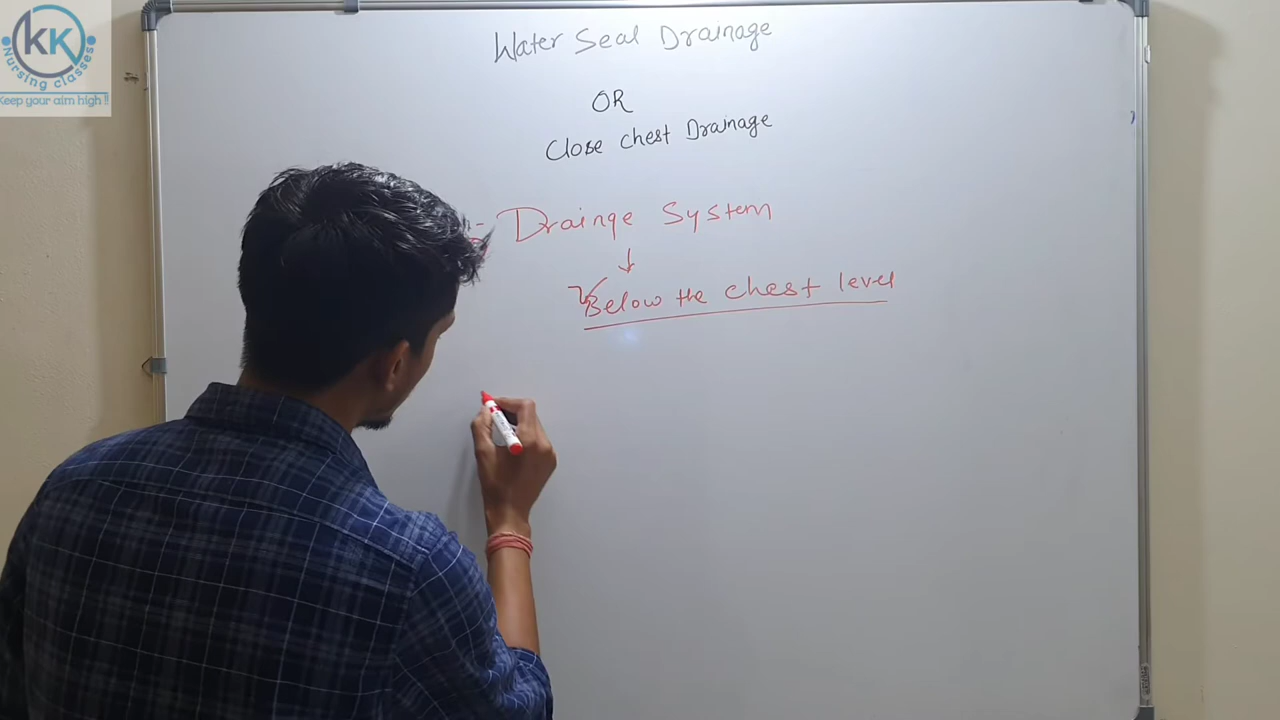 KK
Nursing classes
Keep your aim high !!
Water Seal Drainage
OR
Close Chest Drainage
Drainge System
↓
Below the chest level